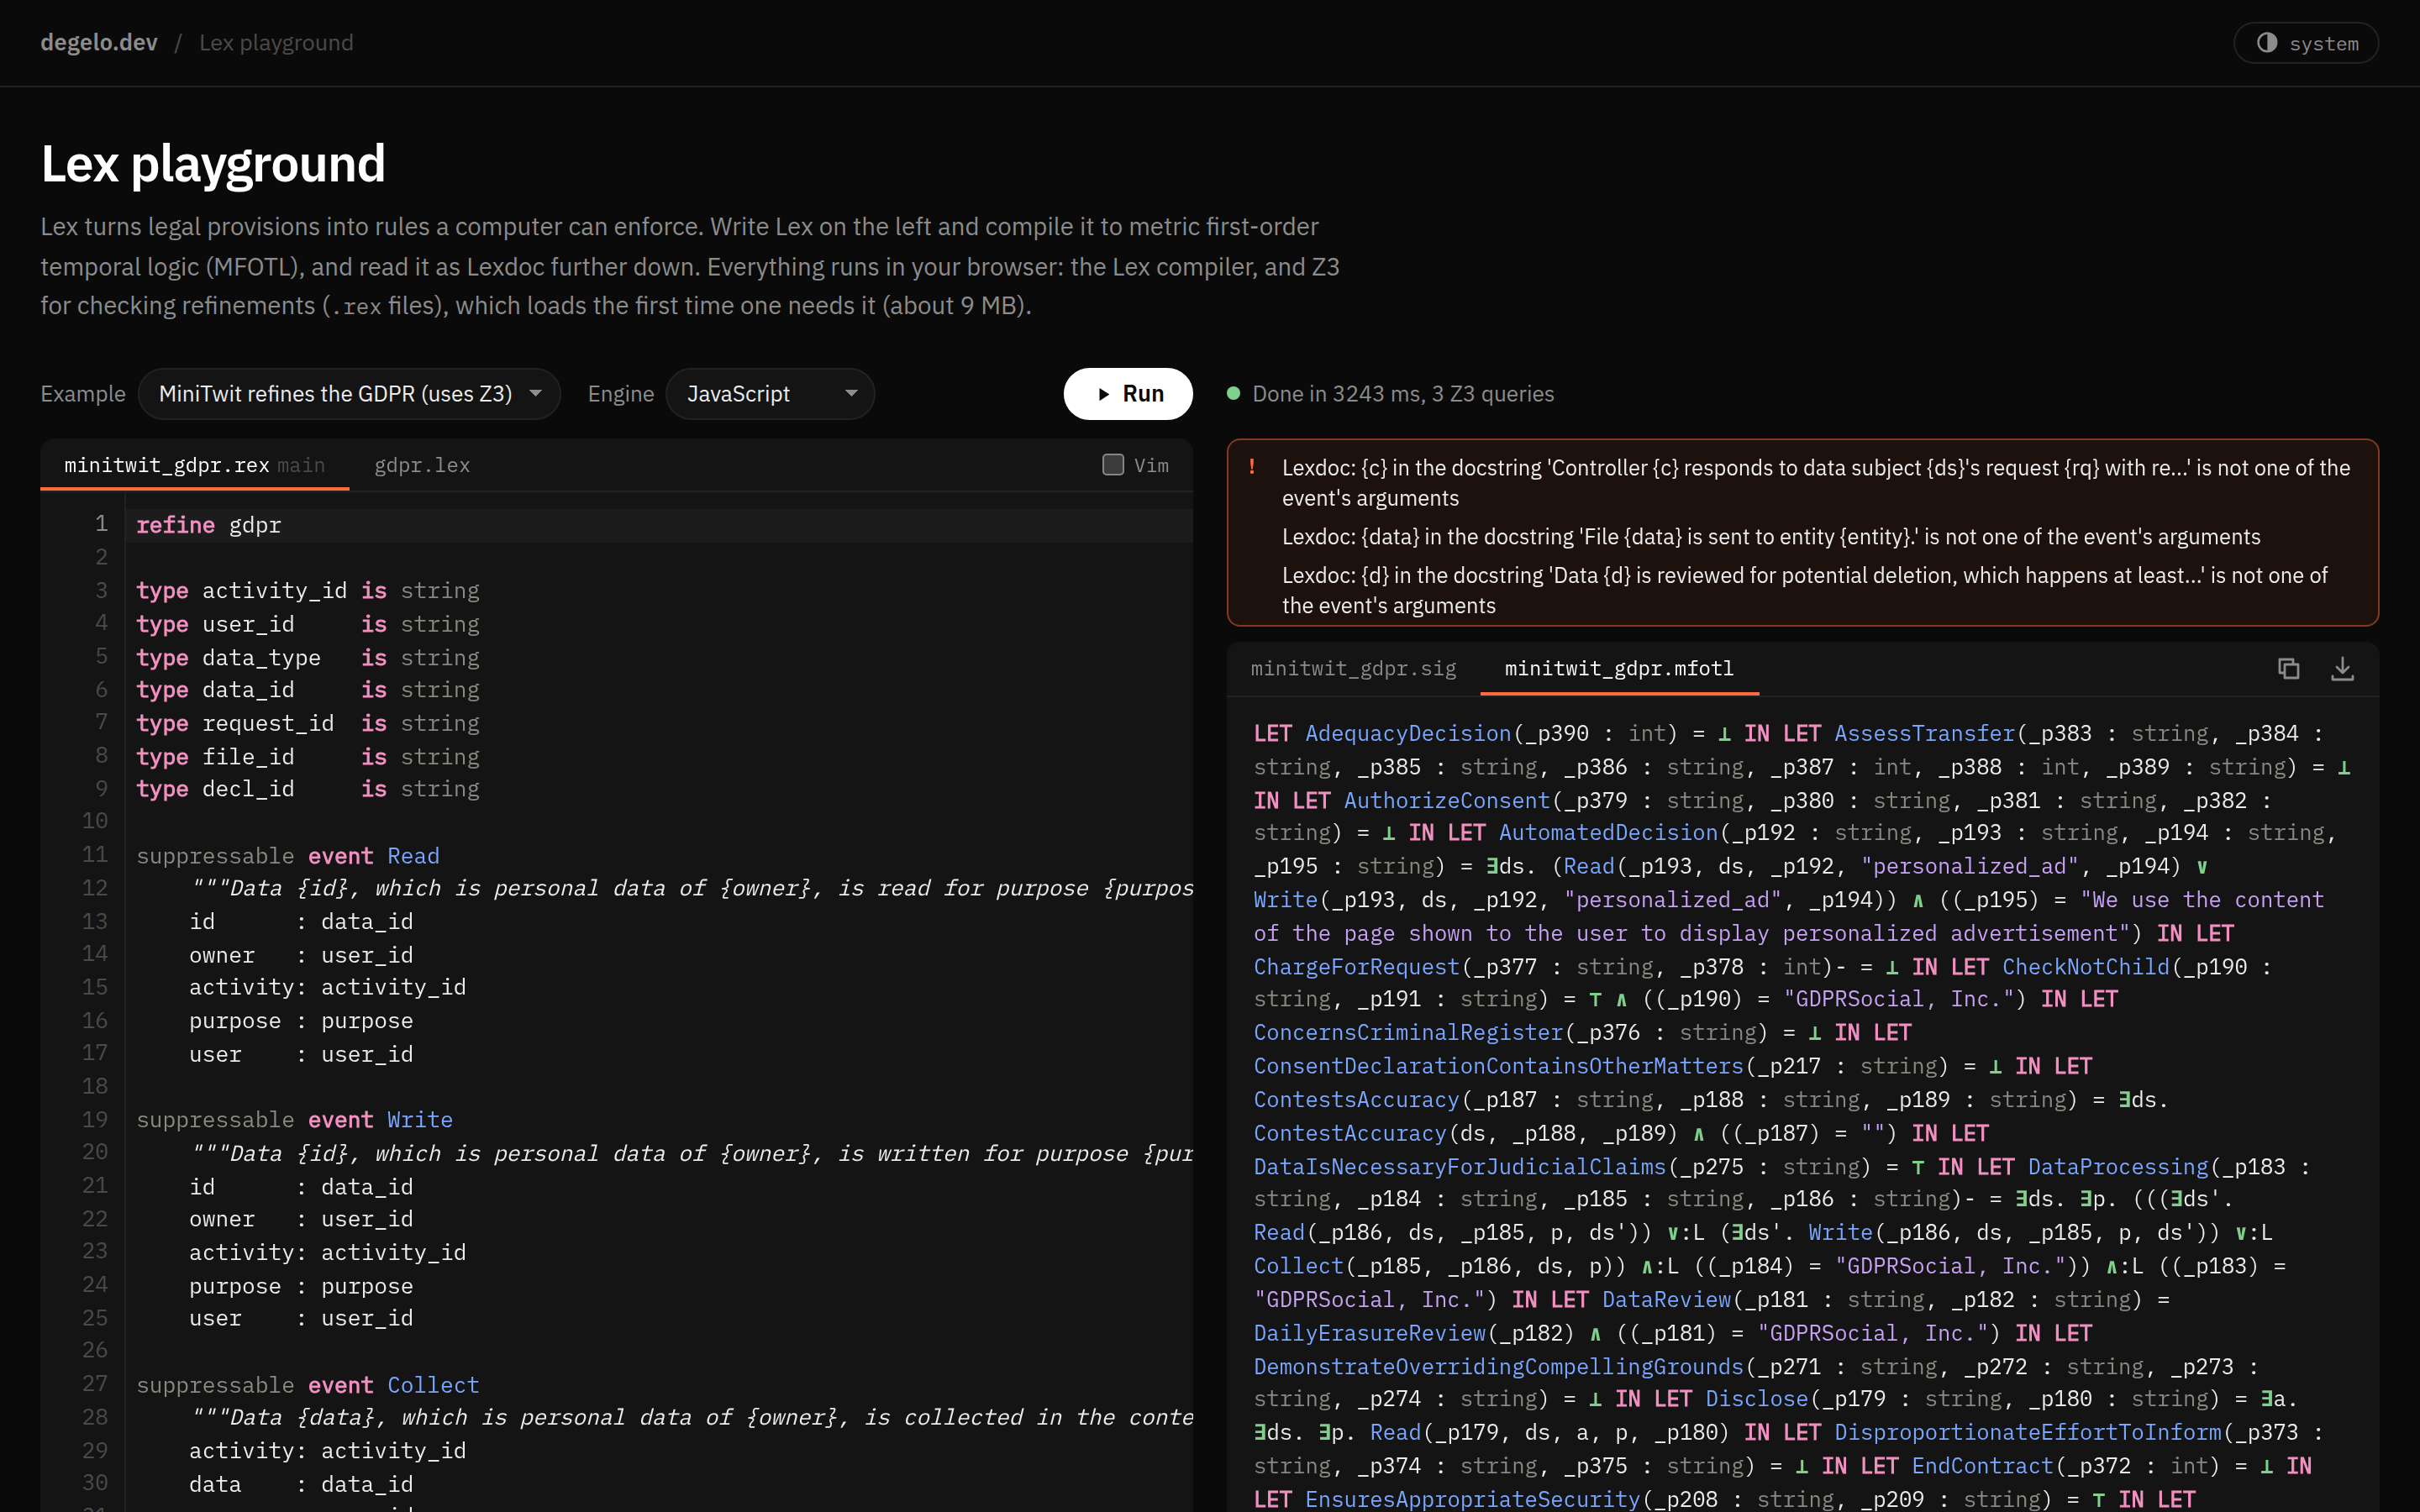 degelo.dev / Lex playground
system
Lex playground
Lex turns legal provisions into rules a computer can enforce. Write Lex on the left and compile it to metric first-order
temporal logic (MFOTL), and read it as Lexdoc further down. Everything runs in your browser: the Lex compiler, and Z3
for checking refinements (.rex files), which loads the first time one needs it (about 9 MB).
Example MiniTwit refines the GDPR (uses Z3) Engine JavaScript Run
Done in 3243 ms, 3 Z3 queries
minitwit_gdpr.rex main gdpr.lex Vim
1 refine gdpr
2
3 type activity_id is string
4 type user_id is string
5 type data_type is string
6 type data_id is string
7 type request_id is string
8 type file_id is string
9 type decl_id is string
10
11 suppressable event Read
12 """Data {id}, which is personal data of {owner}, is read for purpose {purpos
13 id : data_id
14 owner : user_id
15 activity: activity_id
16 purpose : purpose
17 user : user_id
18
19 suppressable event Write
20 """Data {id}, which is personal data of {owner}, is written for purpose {pur
21 id : data_id
22 owner : user_id
23 activity: activity_id
24 purpose : purpose
25 user : user_id
26
27 suppressable event Collect
28 """Data {data}, which is personal data of {owner}, is collected in the conte
29 activity: activity_id
30 data : data_id
! Lexdoc: {c} in the docstring 'Controller {c} responds to data subject {ds}'s request {rq} with re…' is not one of the
event's arguments
Lexdoc: {data} in the docstring 'File {data} is sent to entity {entity}.' is not one of the event's arguments
Lexdoc: {d} in the docstring 'Data {d} is reviewed for potential deletion, which happens at least…' is not one of
the event's arguments
minitwit_gdpr.sig minitwit_gdpr.mfotl
LET AdequacyDecision(_p390 : int) = ⊥ IN LET AssessTransfer(_p383 : string, _p384 :
string, _p385 : string, _p386 : string, _p387 : int, _p388 : int, _p389 : string) = ⊥
IN LET AuthorizeConsent(_p379 : string, _p380 : string, _p381 : string, _p382 :
string) = ⊥ IN LET AutomatedDecision(_p192 : string, _p193 : string, _p194 : string,
_p195 : string) = ∃ds. (Read(_p193, ds, _p192, "personalized_ad", _p194) ∨
Write(_p193, ds, _p192, "personalized_ad", _p194)) ∧ ((_p195) = "We use the content
of the page shown to the user to display personalized advertisement") IN LET
ChargeForRequest(_p377 : string, _p378 : int)- = ⊥ IN LET CheckNotChild(_p190 :
string, _p191 : string) = ⊤ ∧ ((_p190) = "GDPRSocial, Inc.") IN LET
ConcernsCriminalRegister(_p376 : string) = ⊥ IN LET
ConsentDeclarationContainsOtherMatters(_p217 : string) = ⊥ IN LET
ContestsAccuracy(_p187 : string, _p188 : string, _p189 : string) = ∃ds.
ContestAccuracy(ds, _p188, _p189) ∧ ((_p187) = "") IN LET
DataIsNecessaryForJudicialClaims(_p275 : string) = ⊤ IN LET DataProcessing(_p183 :
string, _p184 : string, _p185 : string, _p186 : string)- = ∃ds. ∃p. (((∃ds'.
Read(_p186, ds, _p185, p, ds')) ∨:L (∃ds'. Write(_p186, ds, _p185, p, ds')) ∨:L
Collect(_p185, _p186, ds, p)) ∧:L ((_p184) = "GDPRSocial, Inc.")) ∧:L ((_p183) =
"GDPRSocial, Inc.") IN LET DataReview(_p181 : string, _p182 : string) =
DailyErasureReview(_p182) ∧ ((_p181) = "GDPRSocial, Inc.") IN LET
DemonstrateOverridingCompellingGrounds(_p271 : string, _p272 : string, _p273 :
string, _p274 : string) = ⊥ IN LET Disclose(_p179 : string, _p180 : string) = ∃a.
∃ds. ∃p. Read(_p179, ds, a, p, _p180) IN LET DisproportionateEffortToInform(_p373 :
string, _p374 : string, _p375 : string) = ⊥ IN LET EndContract(_p372 : int) = ⊥ IN
LET EnsuresAppropriateSecurity(_p208 : string, _p209 : string) = ⊤ IN LET